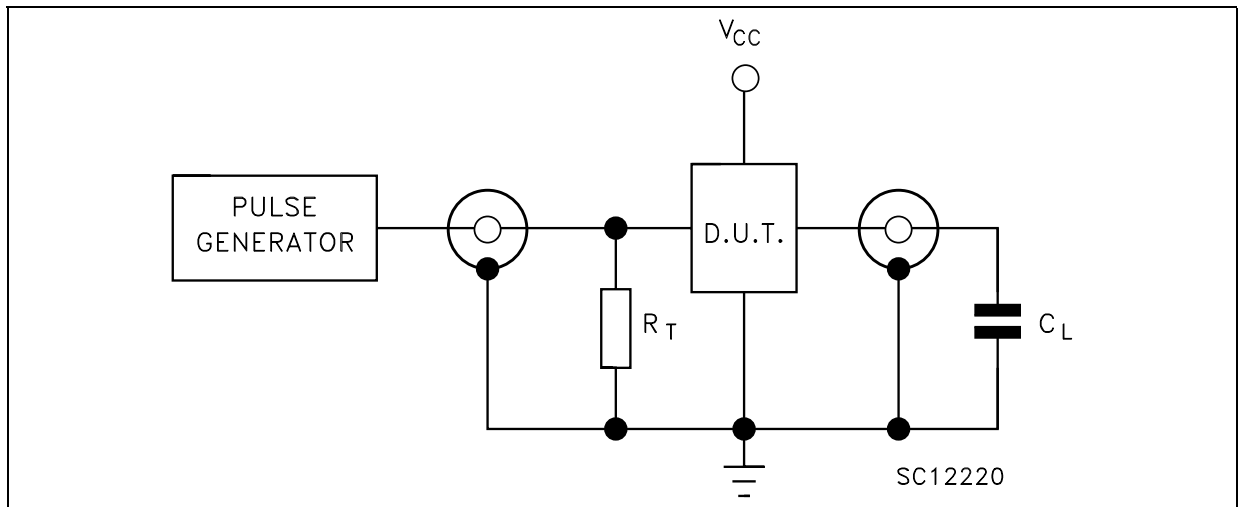 VCC
PULSE
GENERATOR
D.U.T.
RT
CL
SC12220